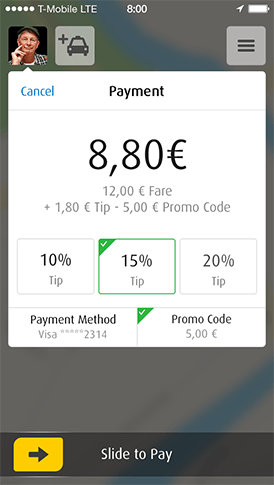 T-Mobile LTE 8:00
Cancel Payment
8,80€
12,00 € Fare
+ 1,80 € Tip - 5,00 € Promo Code
10% 15% 20%
Tip Tip Tip
Payment Method Promo Code
Visa *****2314 5,00 €
Slide to Pay